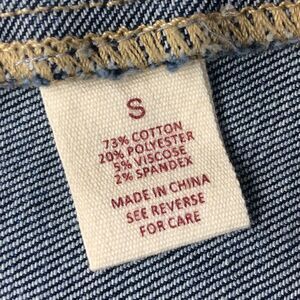 S
73% COTTON
20% POLYESTER
5% VISCOSE
2% SPANDEX
MADE IN CHINA
SEE REVERSE
FOR CARE